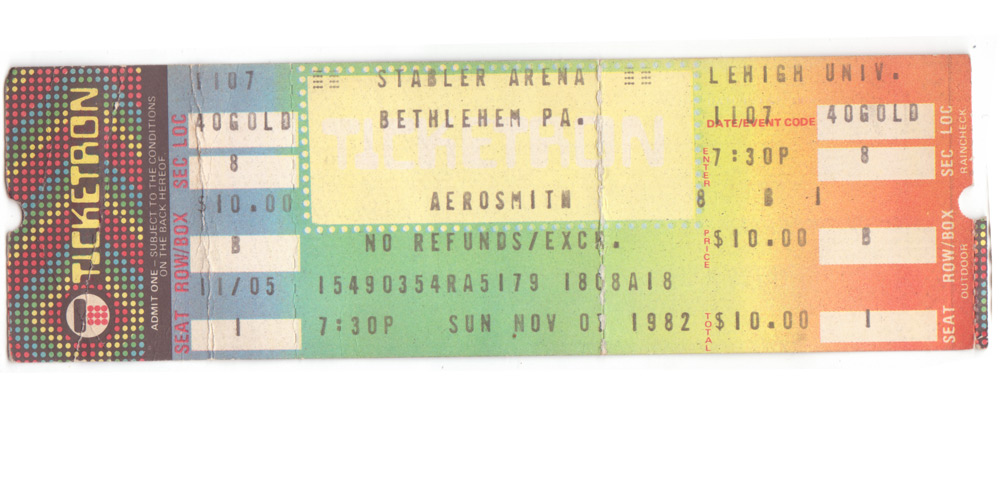 TICKETRON
ADMIT ONE – SUBJECT TO THE CONDITIONS
ON THE BACK HEREOF
1107
SEC LOC
40GOLD
8
$10.00
ROW/BOX
B
11/05
SEAT
1
STABLER ARENA
BETHLEHEM PA.
TICKETRON
AEROSMITH
NO REFUNDS/EXCH.
15490354RA5179 1808A18
7:30P SUN NOV 07 1982
LEHIGH UNIV.
1107
DATE/EVENT CODE
40GOLD
ENTER
7:30P
8
8 B 1
PRICE
$10.00
B
TOTAL
$10.00
1
SEC LOC
ROW/BOX
SEAT
RAINCHECK
OUTDOOR